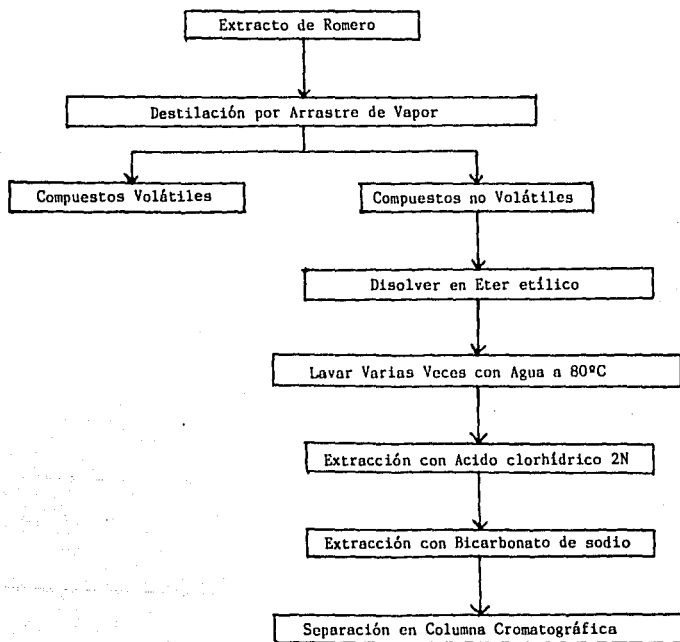 Extracto de Romero
Destilación por Arrastre de Vapor
Compuestos Volátiles
Compuestos no Volátiles
Disolver en Eter etílico
Lavar Varias Veces con Agua a 80ºC
Extracción con Acido clorhídrico 2N
Extracción con Bicarbonato de sodio
Separación en Columna Cromatográfica